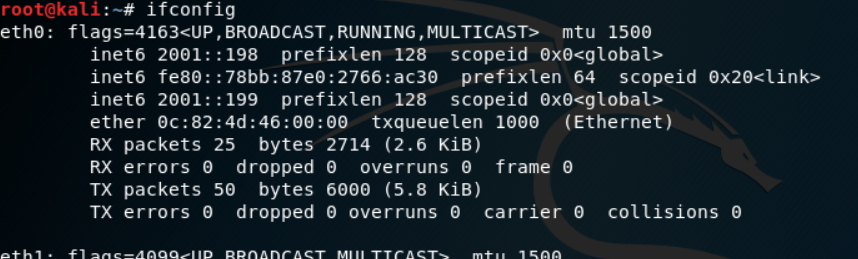 root@kali:~# ifconfig
eth0: flags=4163<UP,BROADCAST,RUNNING,MULTICAST>  mtu 1500
        inet6 2001::198  prefixlen 128  scopeid 0x0<global>
        inet6 fe80::78bb:87e0:2766:ac30  prefixlen 64  scopeid 0x20<link>
        inet6 2001::199  prefixlen 128  scopeid 0x0<global>
        ether 0c:82:4d:46:00:00  txqueuelen 1000  (Ethernet)
        RX packets 25  bytes 2714 (2.6 KiB)
        RX errors 0  dropped 0  overruns 0  frame 0
        TX packets 50  bytes 6000 (5.8 KiB)
        TX errors 0  dropped 0 overruns 0  carrier 0  collisions 0
eth1: flags=4099<UP,BROADCAST,MULTICAST>  mtu 1500